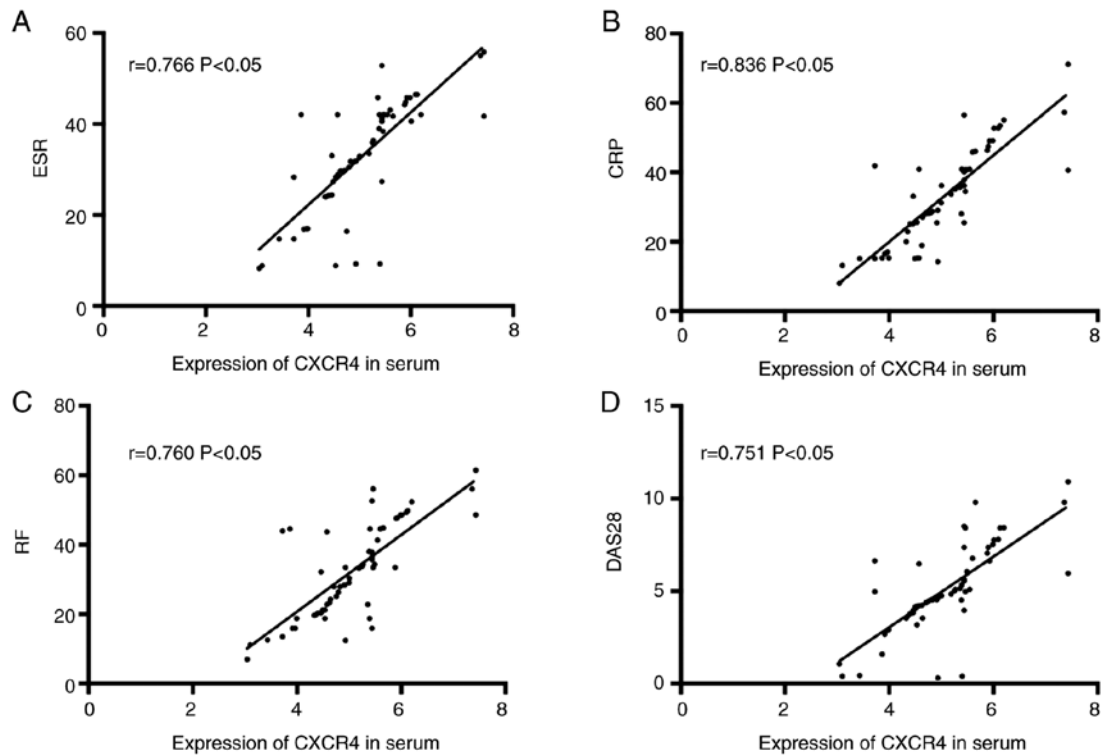 A
60
40
20
0
r=0.766 P<0.05
ESR
0 2 4 6 8
Expression of CXCR4 in serum
B
80
60
40
20
0
r=0.836 P<0.05
CRP
0 2 4 6 8
Expression of CXCR4 in serum
C
80
60
40
20
0
r=0.760 P<0.05
RF
0 2 4 6 8
Expression of CXCR4 in serum
D
15
10
5
0
r=0.751 P<0.05
DAS28
0 2 4 6 8
Expression of CXCR4 in serum